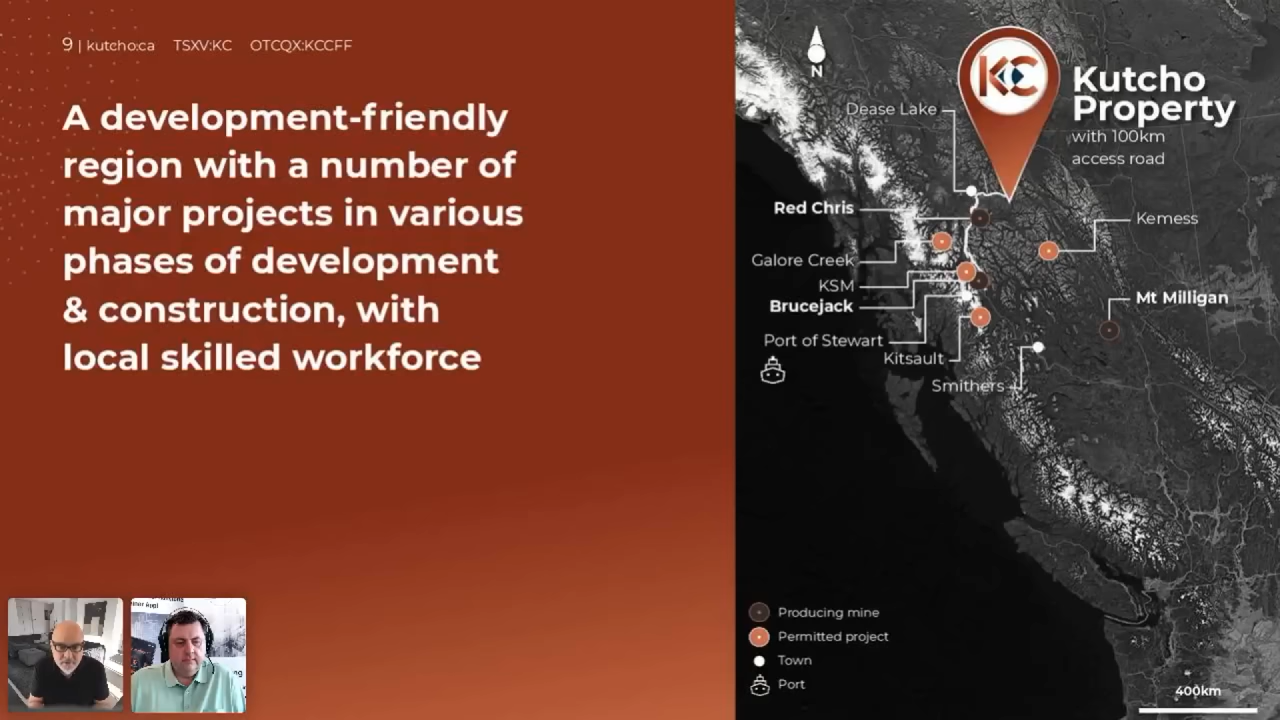 9 | kutcho.ca TSXV:KC OTCQX:KCCFF
A development-friendly
region with a number of
major projects in various
phases of development
& construction, with
local skilled workforce
N
KC
Kutcho
Property
with 100km
access road
Dease Lake
Red Chris
Kemess
Galore Creek
KSM
Brucejack
Mt Milligan
Port of Stewart
Kitsault
Smithers
Producing mine
Permitted project
Town
Port
400km